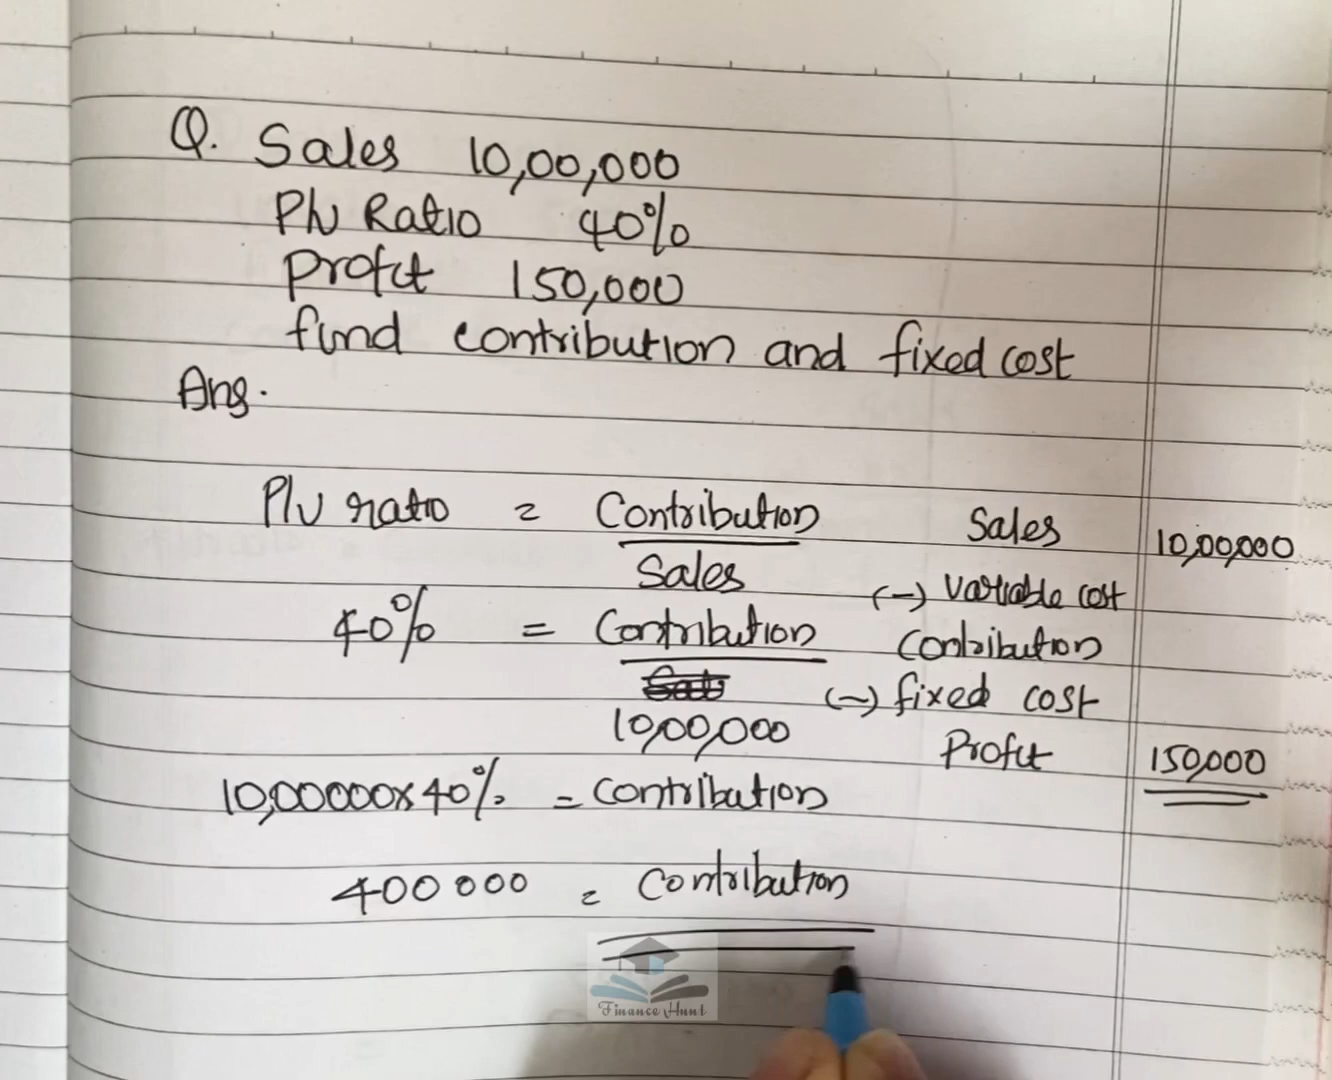 Q. Sales 10,00,000
P/v Ratio 40%
Profit 150,000
find contribution and fixed cost
Ans.
P/v ratio = Contribution
Sales
40% = Contribution
10,00,000
10,00000x40% = contribution
400000 = Contribution
Sales 10,00,000
(-) Variable cost
Contribution
(-) fixed cost
Profit 150,000
Finance Hunt